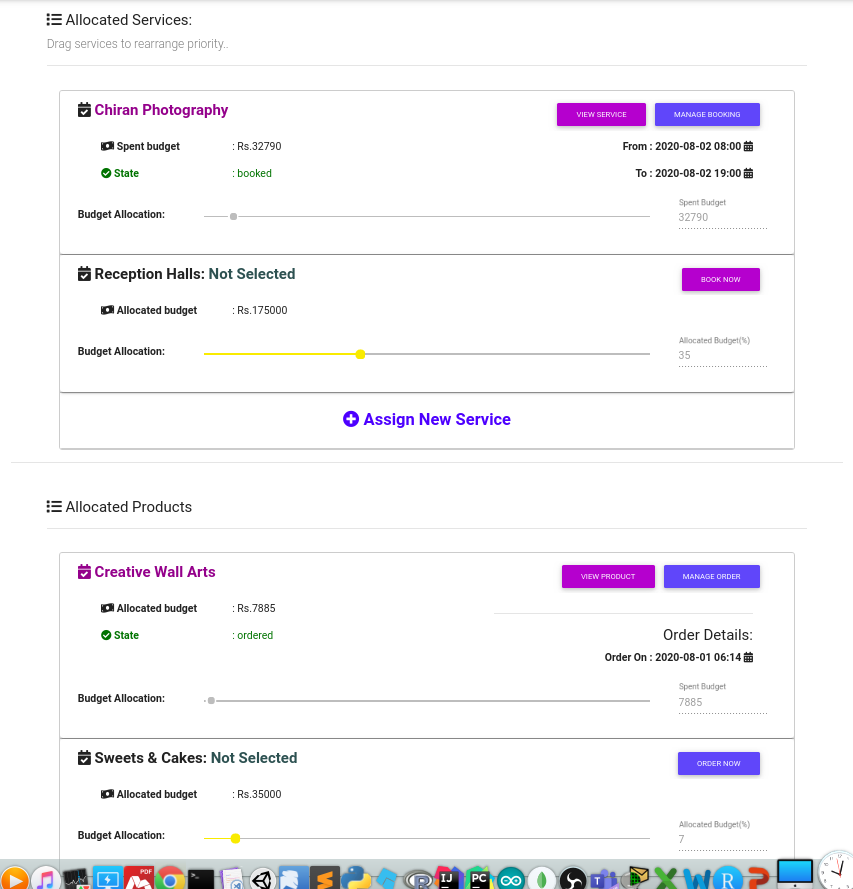 Allocated Services:
Drag services to rearrange priority..
Chiran Photography
VIEW SERVICE
MANAGE BOOKING
Spent budget : Rs.32790
From : 2020-08-02 08:00
State : booked
To : 2020-08-02 19:00
Budget Allocation:
Spent Budget
32790
Reception Halls: Not Selected
BOOK NOW
Allocated budget : Rs.175000
Budget Allocation:
Allocated Budget(%)
35
Assign New Service
Allocated Products
Creative Wall Arts
VIEW PRODUCT
MANAGE ORDER
Allocated budget : Rs.7885
State : ordered
Order Details:
Order On : 2020-08-01 06:14
Budget Allocation:
Spent Budget
7885
Sweets & Cakes: Not Selected
ORDER NOW
Allocated budget : Rs.35000
Budget Allocation:
Allocated Budget(%)
7
PDF
IJ
PC
T
X
W
R